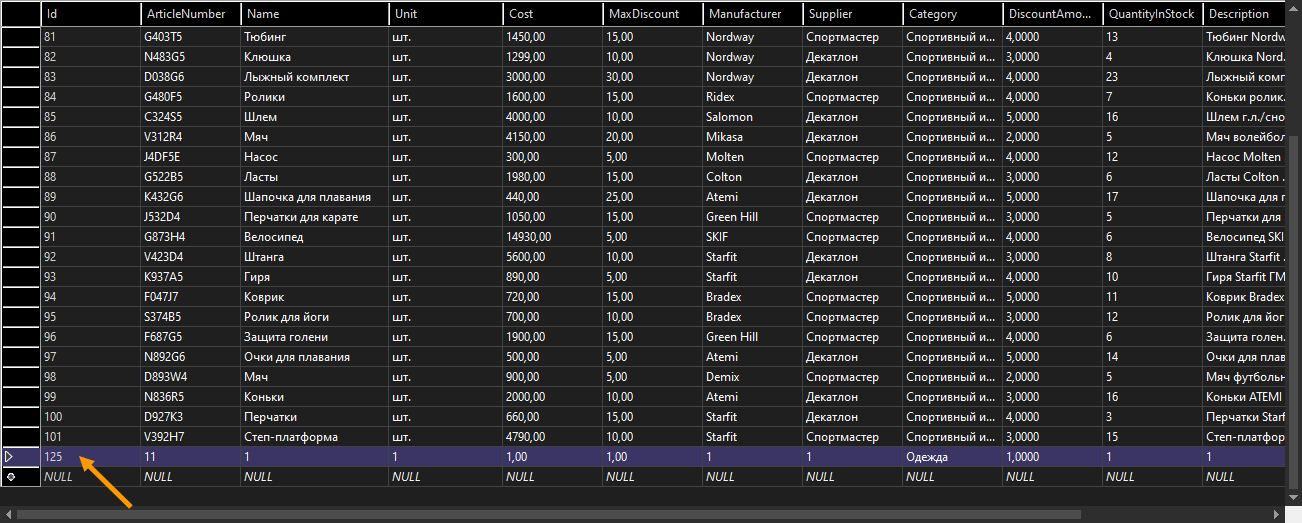 Id ArticleNumber Name Unit Cost MaxDiscount Manufacturer Supplier Category DiscountAmo... QuantityInStock Description
81 G403T5 Тюбинг шт. 1450,00 15,00 Nordway Спортмастер Спортивный и... 4,0000 13 Тюбинг Nordw
82 N483G5 Клюшка шт. 1299,00 10,00 Nordway Декатлон Спортивный и... 3,0000 4 Клюшка Nord.
83 D038G6 Лыжный комплект шт. 3000,00 30,00 Nordway Спортмастер Спортивный и... 4,0000 23 Лыжный комп
84 G480F5 Ролики шт. 1600,00 15,00 Ridex Спортмастер Спортивный и... 4,0000 7 Коньки ролик.
85 C324S5 Шлем шт. 4000,00 10,00 Salomon Декатлон Спортивный и... 5,0000 16 Шлем г.л./сно
86 V312R4 Мяч шт. 4150,00 20,00 Mikasa Декатлон Спортивный и... 2,0000 5 Мяч волейбол
87 J4DF5E Насос шт. 300,00 5,00 Molten Спортмастер Спортивный и... 4,0000 12 Насос Molten
88 G522B5 Ласты шт. 1980,00 15,00 Colton Декатлон Спортивный и... 3,0000 6 Ласты Colton .
89 K432G6 Шапочка для плавания шт. 440,00 25,00 Atemi Декатлон Спортивный и... 5,0000 17 Шапочка для п
90 J532D4 Перчатки для карате шт. 1050,00 15,00 Green Hill Спортмастер Спортивный и... 3,0000 5 Перчатки для
91 G873H4 Велосипед шт. 14930,00 5,00 SKIF Спортмастер Спортивный и... 4,0000 6 Велосипед SKI
92 V423D4 Штанга шт. 5600,00 10,00 Starfit Декатлон Спортивный и... 3,0000 8 Штанга Starfit .
93 K937A5 Гиря шт. 890,00 5,00 Starfit Декатлон Спортивный и... 4,0000 10 Гиря Starfit ГМ
94 F047J7 Коврик шт. 720,00 15,00 Bradex Спортмастер Спортивный и... 5,0000 11 Коврик Bradex
95 S374B5 Ролик для йоги шт. 700,00 10,00 Bradex Спортмастер Спортивный и... 3,0000 12 Ролик для йог
96 F687G5 Защита голени шт. 1900,00 15,00 Green Hill Спортмастер Спортивный и... 4,0000 6 Защита голен.
97 N892G6 Очки для плавания шт. 500,00 5,00 Atemi Декатлон Спортивный и... 5,0000 14 Очки для плав
98 D893W4 Мяч шт. 900,00 5,00 Demix Спортмастер Спортивный и... 2,0000 5 Мяч футбольн
99 N836R5 Коньки шт. 2000,00 10,00 Atemi Декатлон Спортивный и... 3,0000 16 Коньки ATEMI
100 D927K3 Перчатки шт. 660,00 15,00 Starfit Декатлон Спортивный и... 4,0000 3 Перчатки Starf
101 V392H7 Степ-платформа шт. 4790,00 10,00 Starfit Спортмастер Спортивный и... 3,0000 15 Степ-платфор
125 11 1 1 1,00 1,00 1 1 Одежда 1,0000 1 1
NULL NULL NULL NULL NULL NULL NULL NULL NULL NULL NULL NULL